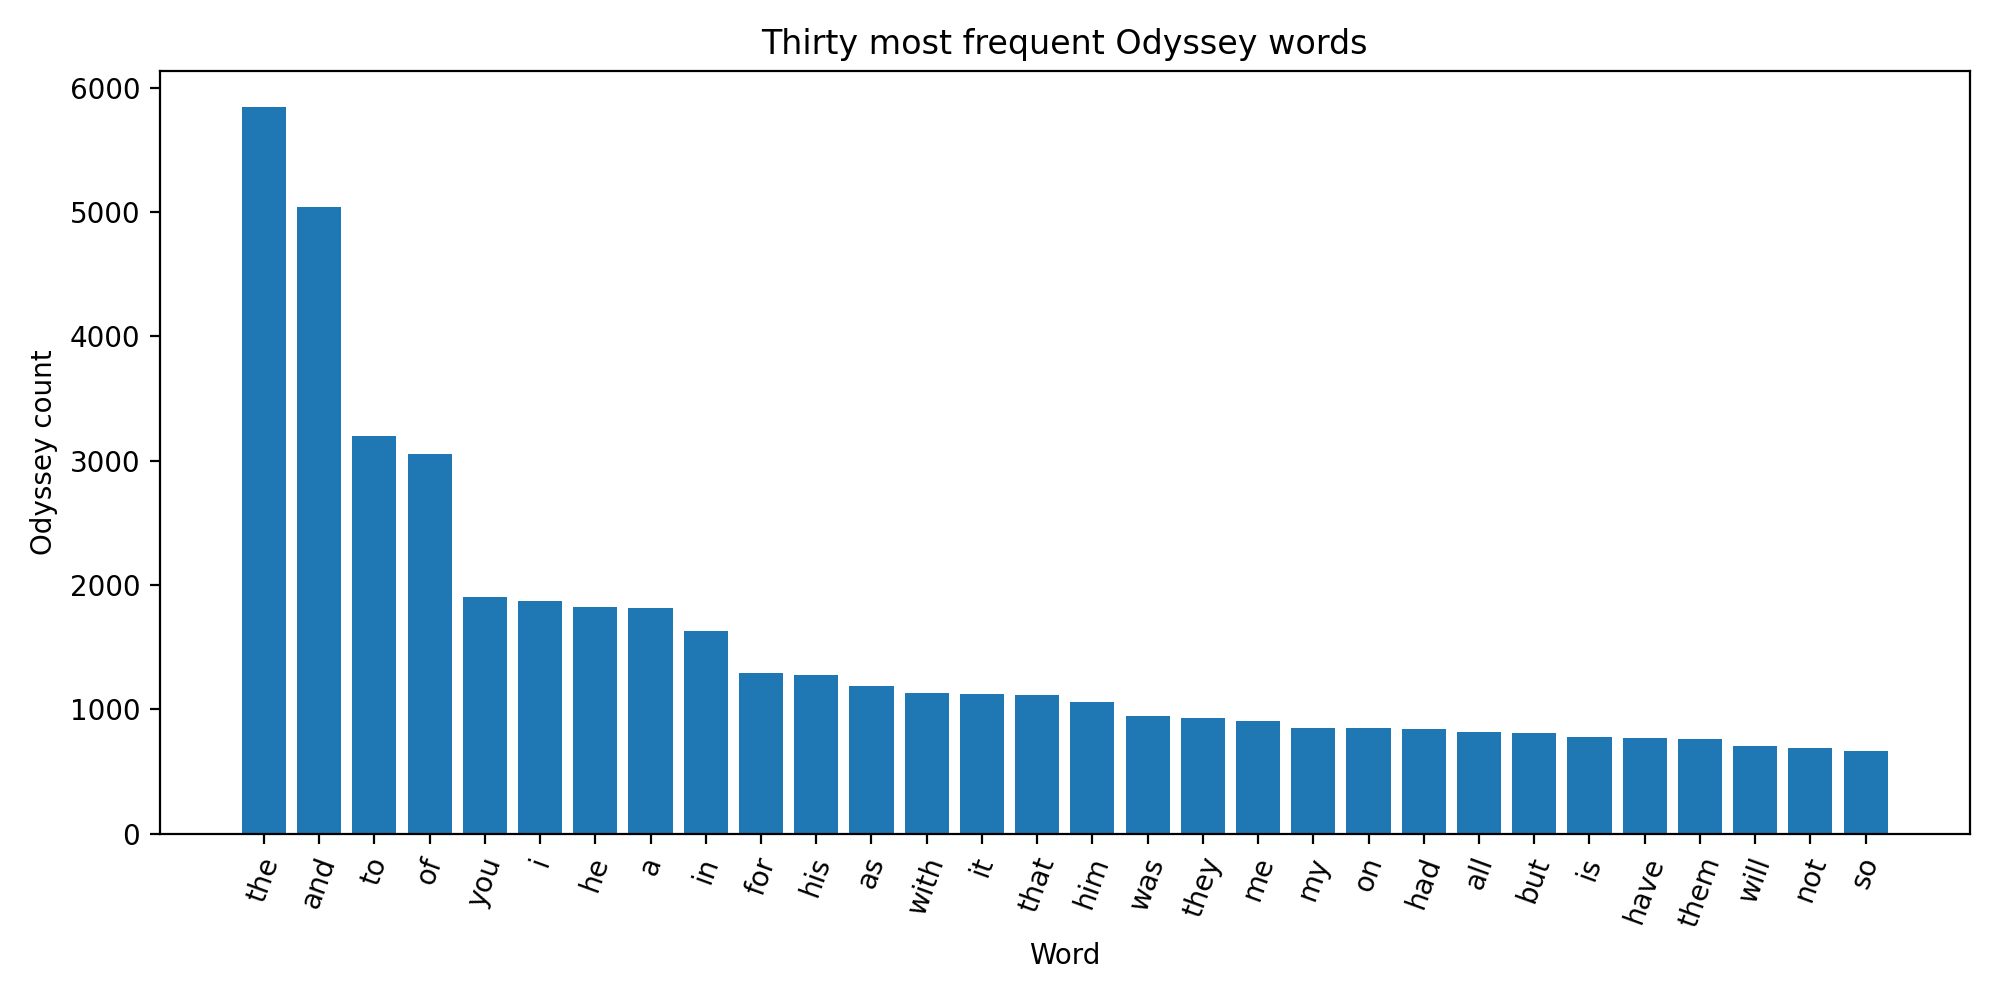 Thirty most frequent Odyssey words
Odyssey count
6000
5000
4000
3000
2000
1000
0
the and to of you i he a in for his as with it that him was they me my on had all but is have them will not so
Word